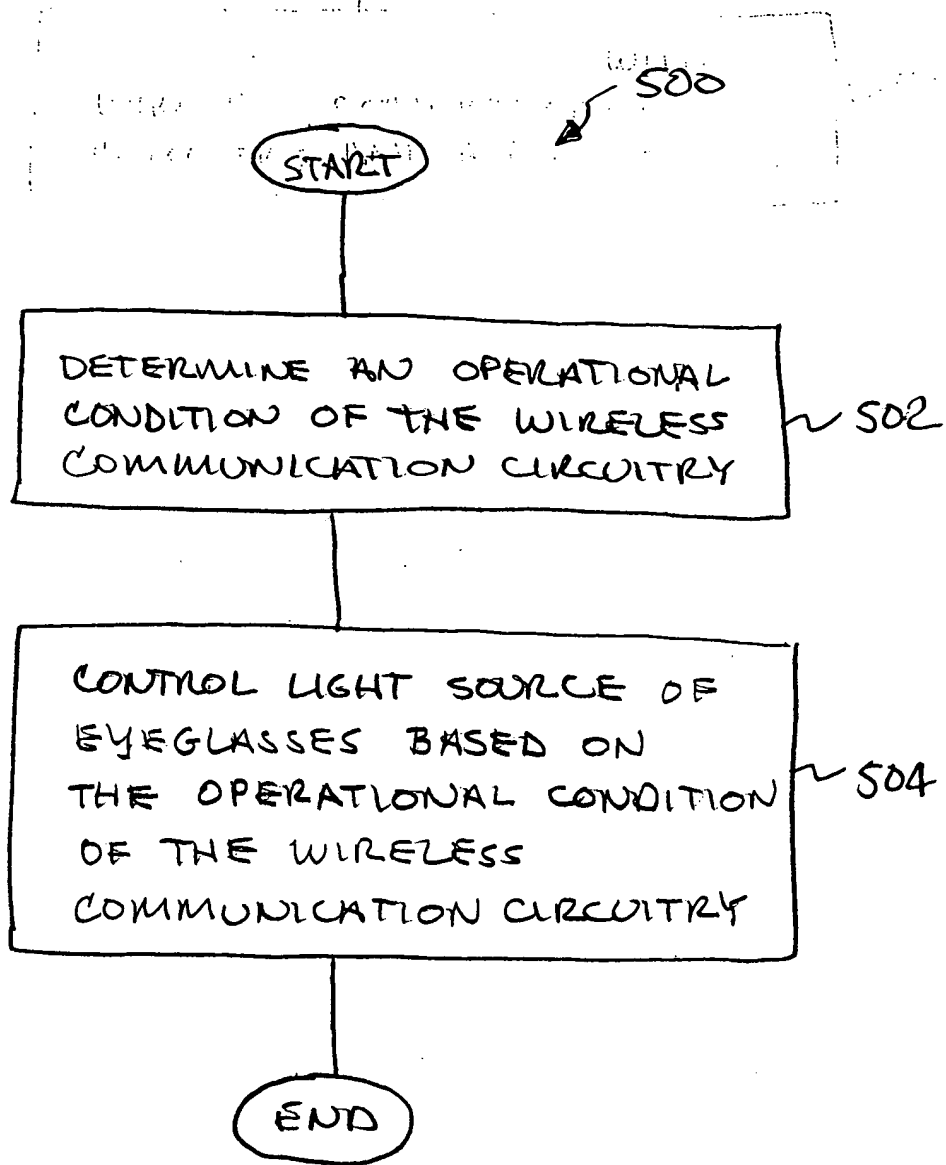 500
START
DETERMINE AN OPERATIONAL
CONDITION OF THE WIRELESS
COMMUNICATION CIRCUITRY
502
CONTROL LIGHT SOURCE OF
EYEGLASSES BASED ON
THE OPERATIONAL CONDITION
OF THE WIRELESS
COMMUNICATION CIRCUITRY
504
END